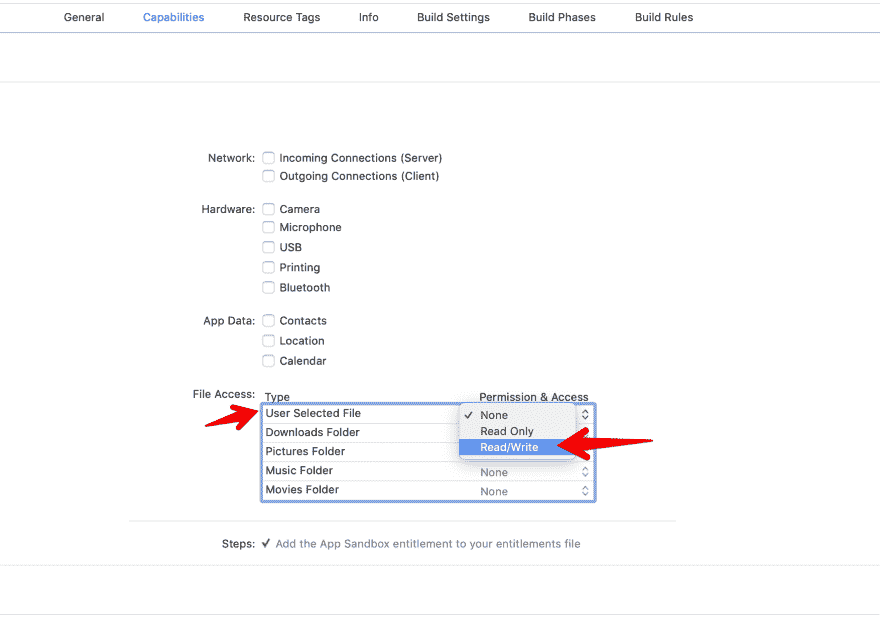 General Capabilities Resource Tags Info Build Settings Build Phases Build Rules
Network: Incoming Connections (Server)
Outgoing Connections (Client)
Hardware: Camera
Microphone
USB
Printing
Bluetooth
App Data: Contacts
Location
Calendar
File Access: Type Permission & Access
User Selected File None
Downloads Folder Read Only
Pictures Folder Read/Write
Music Folder None
Movies Folder None
Steps: ✓ Add the App Sandbox entitlement to your entitlements file